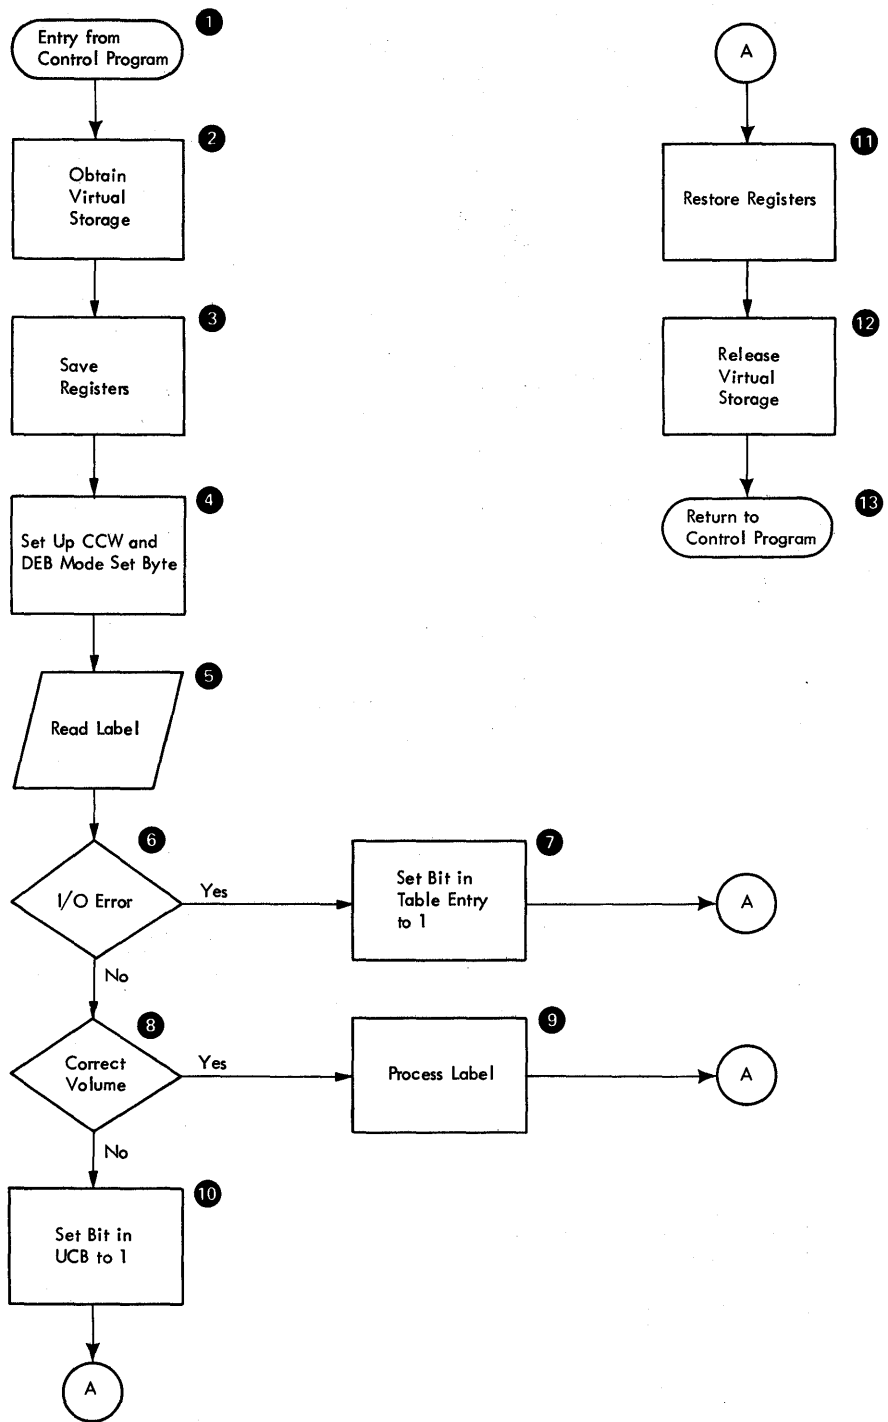 1
Entry from
Control Program
2
Obtain
Virtual
Storage
3
Save
Registers
4
Set Up CCW and
DEB Mode Set Byte
5
Read Label
6
I/O Error
Yes
No
7
Set Bit in
Table Entry
to 1
A
8
Correct
Volume
Yes
No
9
Process Label
A
10
Set Bit in
UCB to 1
A
A
11
Restore Registers
12
Release
Virtual
Storage
13
Return to
Control Program